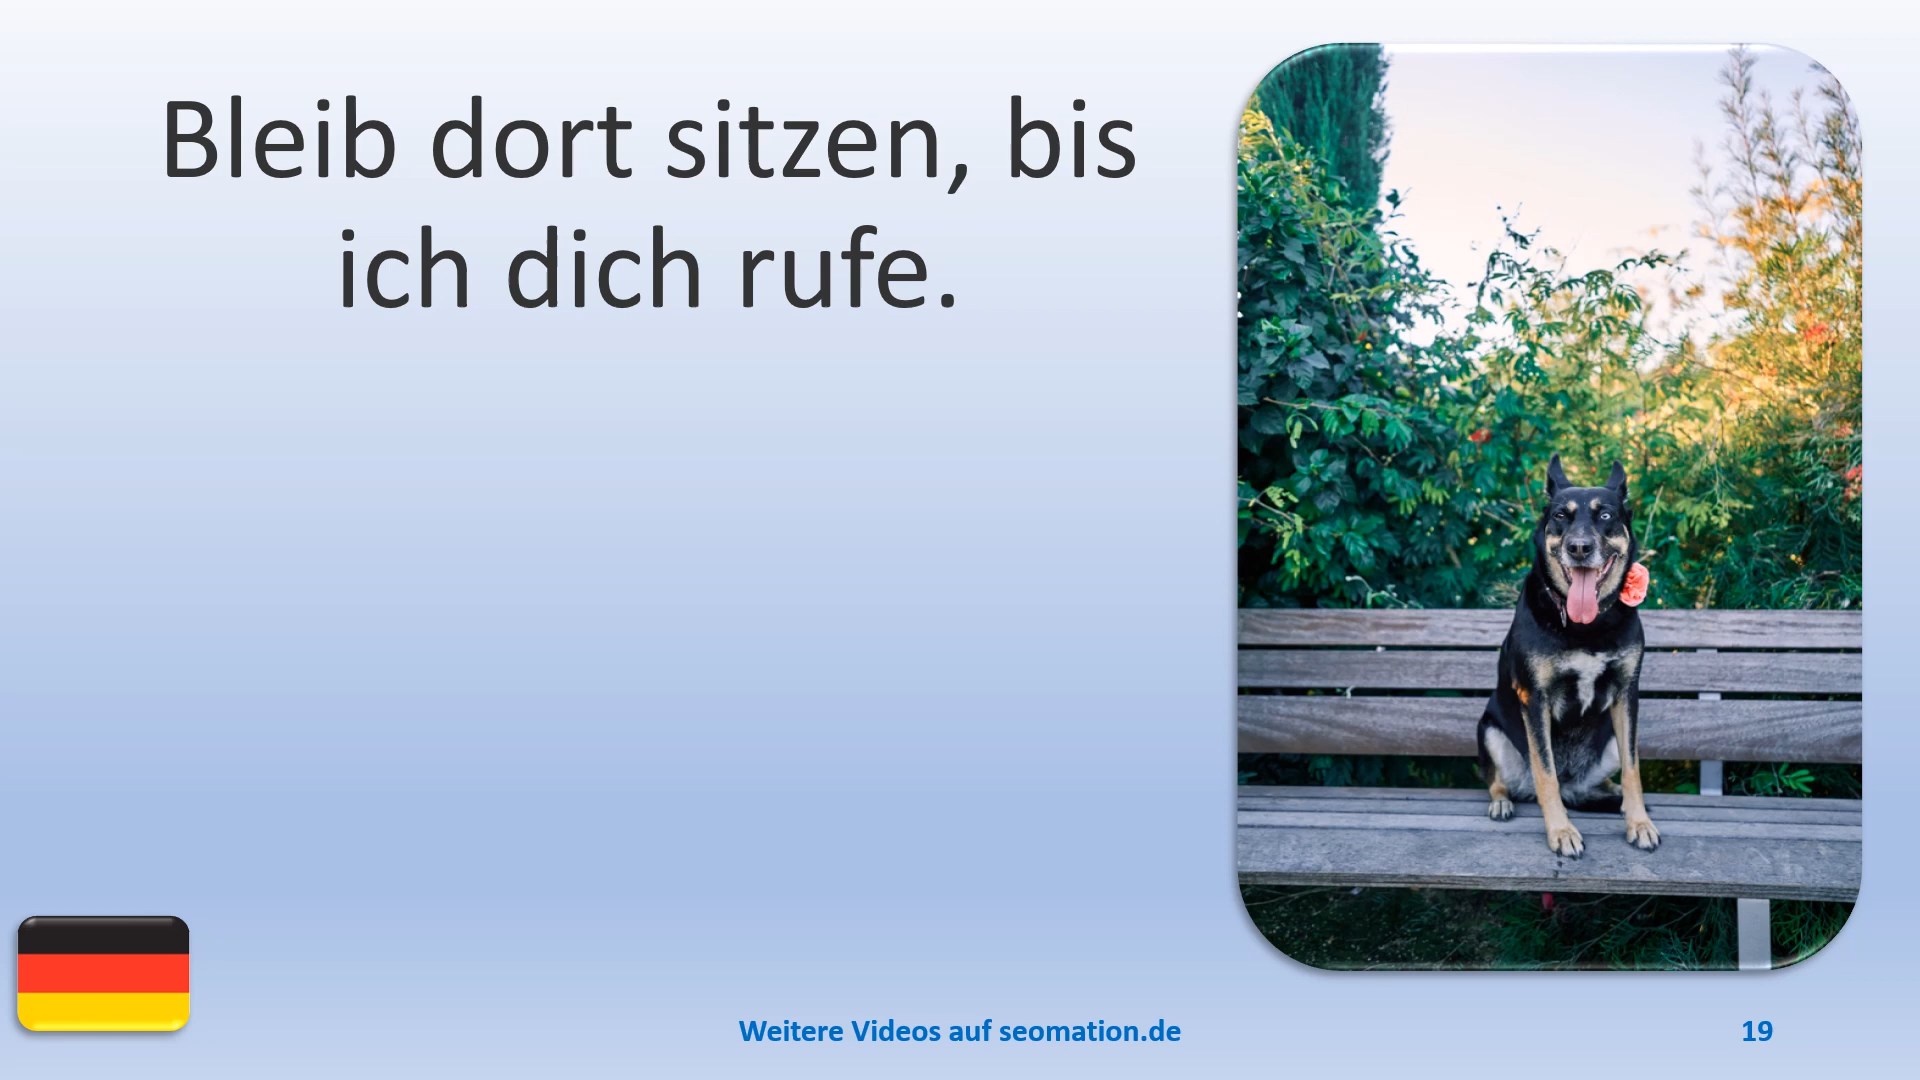 Bleib dort sitzen, bis
ich dich rufe.
Weitere Videos auf seomation.de
19